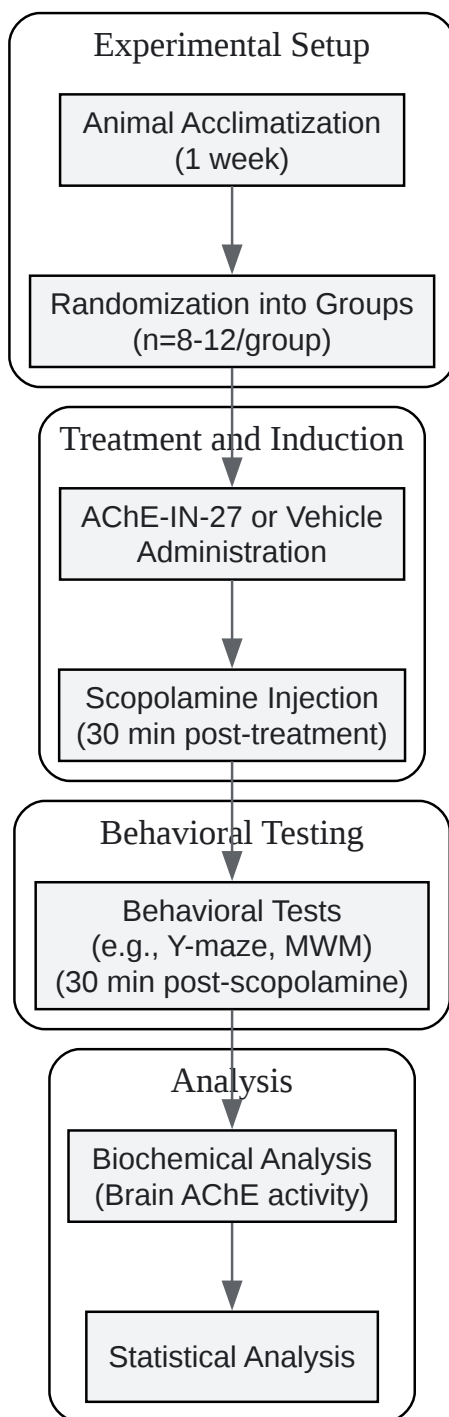 Experimental Setup
Animal Acclimatization
(1 week)
Randomization into Groups
(n=8-12/group)
Treatment and Induction
AChE-IN-27 or Vehicle
Administration
Scopolamine Injection
(30 min post-treatment)
Behavioral Testing
Behavioral Tests
(e.g., Y-maze, MWM)
(30 min post-scopolamine)
Analysis
Biochemical Analysis
(Brain AChE activity)
Statistical Analysis